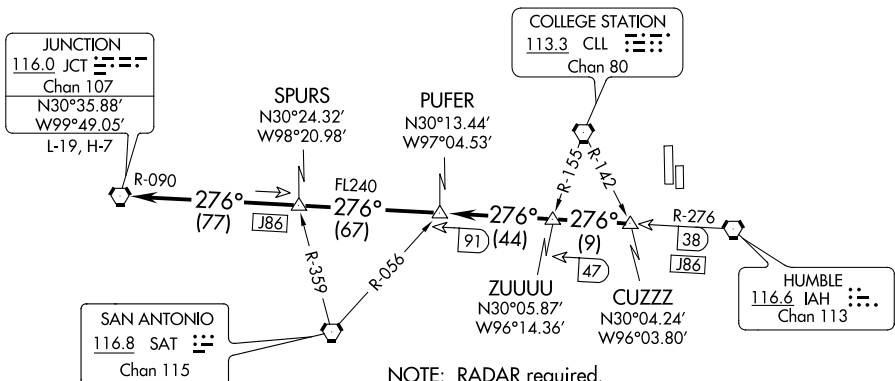 COLLEGE STATION
113.3 CLL
Chan 80
JUNCTION
116.0 JCT
Chan 107
N30°35.88′
W99°49.05′
L-19, H-7
SPURS
N30°24.32′
W98°20.98′
PUFER
N30°13.44′
W97°04.53′
R-155
R-142
R-090
276°
(77)
J86
FL240
276°
(67)
91
276°
(44)
276°
(9)
47
R-276
38
J86
R-359
R-056
ZUUUU
N30°05.87′
W96°14.36′
CUZZZ
N30°04.24′
W96°03.80′
HUMBLE
116.6 IAH
Chan 113
SAN ANTONIO
116.8 SAT
Chan 115
NOTE: RADAR required.